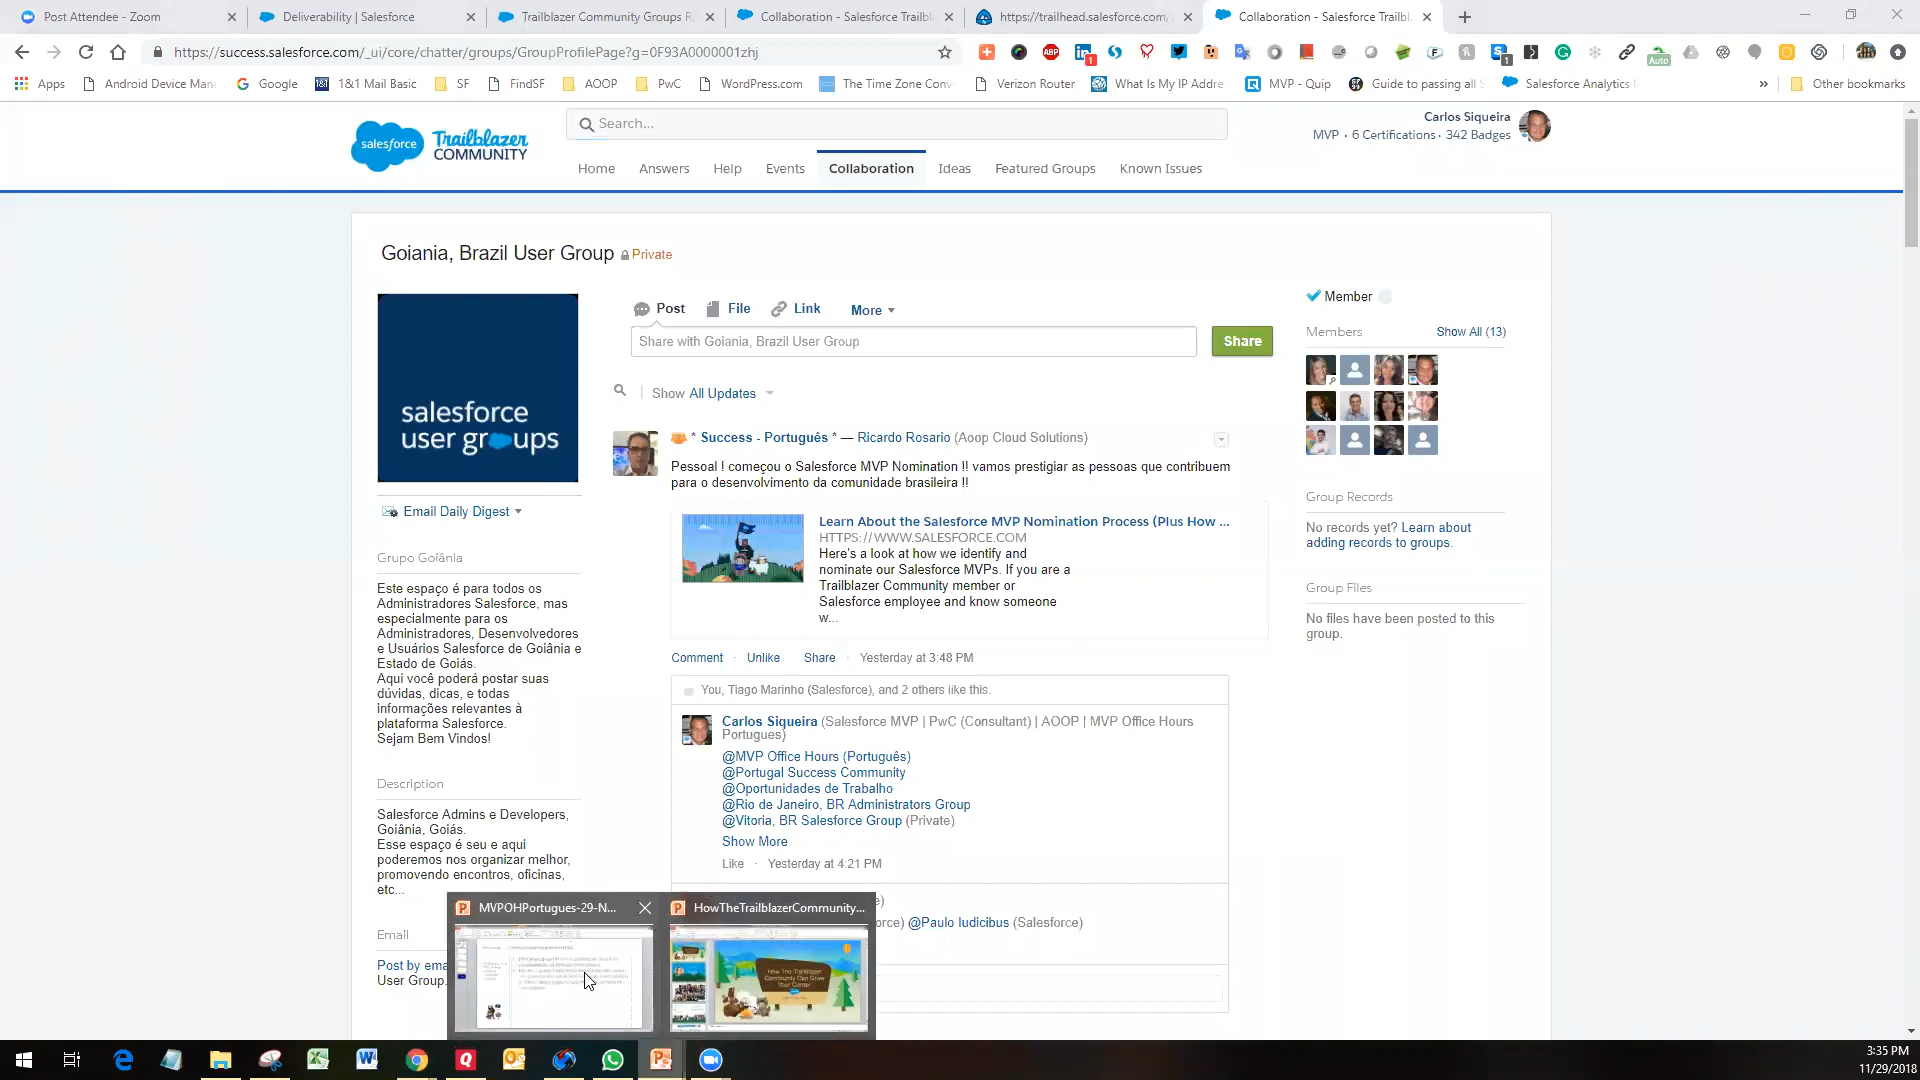 Post Attendee - Zoom
Deliverability | Salesforce
Trailblazer Community Groups R
Collaboration - Salesforce Trailbl
https://trailhead.salesforce.com/
Collaboration - Salesforce Trailbl
https://success.salesforce.com/_ui/core/chatter/groups/GroupProfilePage?g=0F93A0000001zhj
Apps
Android Device Man
Google
1&1 Mail Basic
SF
FindSF
AOOP
PwC
WordPress.com
The Time Zone Conv
Verizon Router
What Is My IP Addre
MVP - Quip
Guide to passing all S
Salesforce Analytics C
Other bookmarks
salesforce
Trailblazer
COMMUNITY
Search...
Carlos Siqueira
MVP · 6 Certifications · 342 Badges
Home
Answers
Help
Events
Collaboration
Ideas
Featured Groups
Known Issues
Goiania, Brazil User Group Private
salesforce
user groups
Email Daily Digest
Grupo Goiânia
Este espaço é para todos os
Administradores Salesforce, mas
especialmente para os
Administradores, Desenvolvedores
e Usuários Salesforce de Goiânia e
Estado de Goiás.
Aqui você poderá postar suas
dúvidas, dicas, e todas
informações relevantes à
plataforma Salesforce.
Sejam Bem Vindos!
Description
Salesforce Admins e Developers,
Goiânia, Goiás.
Esse espaço é seu e aqui
poderemos nos organizar melhor,
promovendo encontros, oficinas,
etc...
Email
Post by ema
User Group.
Post
File
Link
More
Share with Goiania, Brazil User Group
Share
Show All Updates
* Success - Português * — Ricardo Rosario (Aoop Cloud Solutions)
Pessoal ! começou o Salesforce MVP Nomination !! vamos prestigiar as pessoas que contribuem
para o desenvolvimento da comunidade brasileira !!
Learn About the Salesforce MVP Nomination Process (Plus How ...
HTTPS://WWW.SALESFORCE.COM
Here's a look at how we identify and
nominate our Salesforce MVPs. If you are a
Trailblazer Community member or
Salesforce employee and know someone
w...
Comment · Unlike Share · Yesterday at 3:48 PM
You, Tiago Marinho (Salesforce), and 2 others like this.
Carlos Siqueira (Salesforce MVP | PwC (Consultant) | AOOP | MVP Office Hours
Portugues)
@MVP Office Hours (Português)
@Portugal Success Community
@Oportunidades de Trabalho
@Rio de Janeiro, BR Administrators Group
@Vitoria, BR Salesforce Group (Private)
Show More
Like · Yesterday at 4:21 PM
e)
orce) @Paulo Iudicibus (Salesforce)
Member
Members
Show All (13)
Group Records
No records yet? Learn about
adding records to groups.
Group Files
No files have been posted to this
group.
MVPOHPortugues-29-N...
HowTheTrailblazerCommunity...
How The Trailblazer
Community Can Grow
Your Career
3:35 PM
11/29/2018